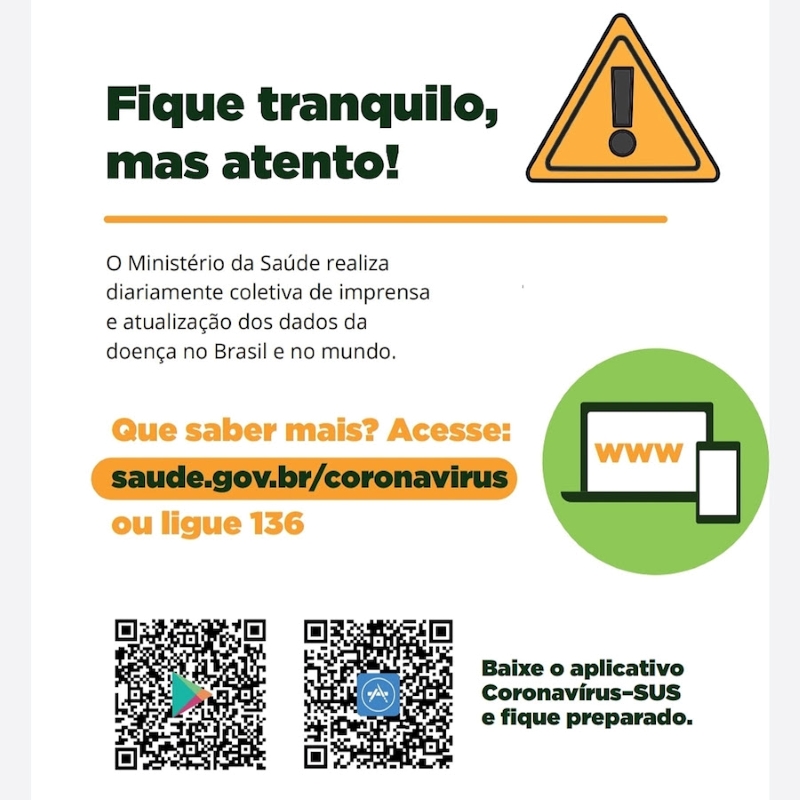 Fique tranquilo,
mas atento!
O Ministério da Saúde realiza
diariamente coletiva de imprensa
e atualização dos dados da
doença no Brasil e no mundo.
Que saber mais? Acesse:
saude.gov.br/coronavirus
ou ligue 136
www
Baixe o aplicativo
Coronavírus-SUS
e fique preparado.